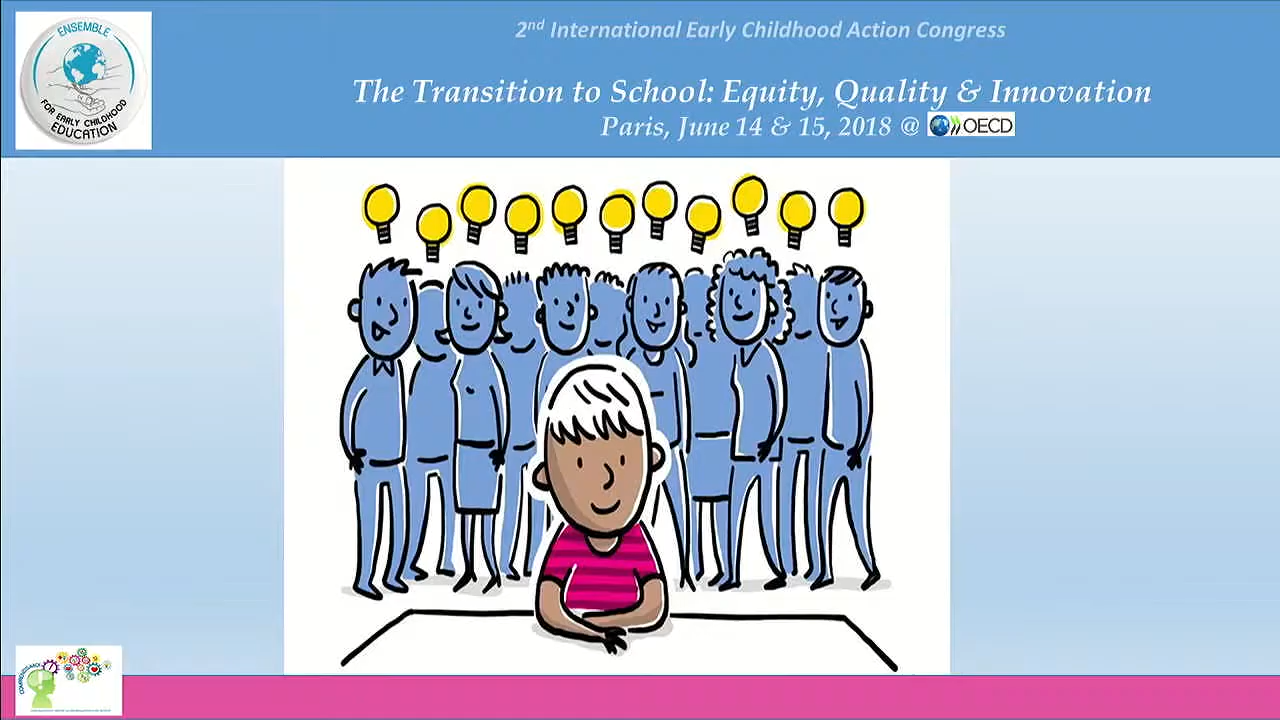 ENSEMBLE
FOR EARLY CHILDHOOD
EDUCATION
2nd International Early Childhood Action Congress
The Transition to School: Equity, Quality & Innovation
Paris, June 14 & 15, 2018 @ OECD